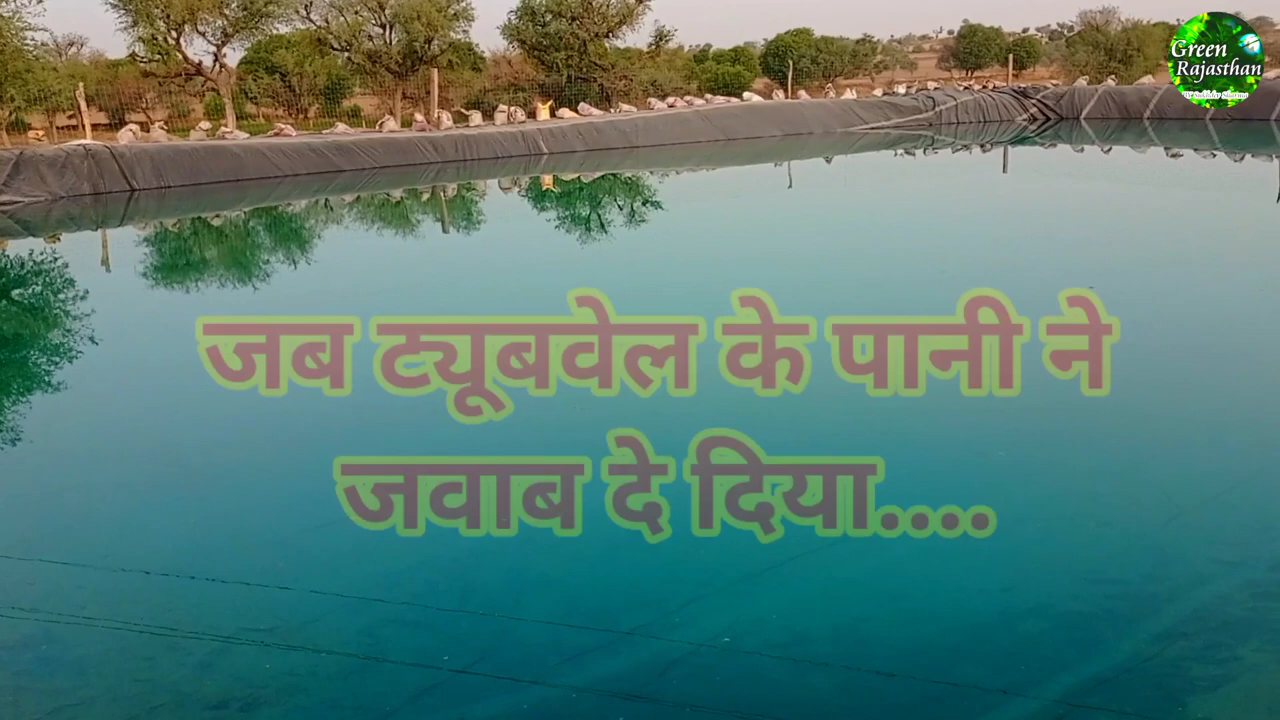 Green
Rajasthan
जब ट्यूबवेल के पानी ने
जवाब दे दिया....